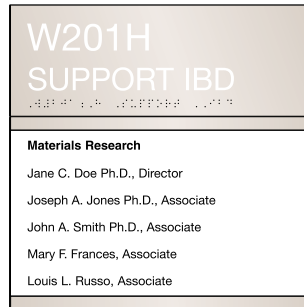 W201H
SUPPORT IBD
Materials Research
Jane C. Doe Ph.D., Director
Joseph A. Jones Ph.D., Associate
John A. Smith Ph.D., Associate
Mary F. Frances, Associate
Louis L. Russo, Associate